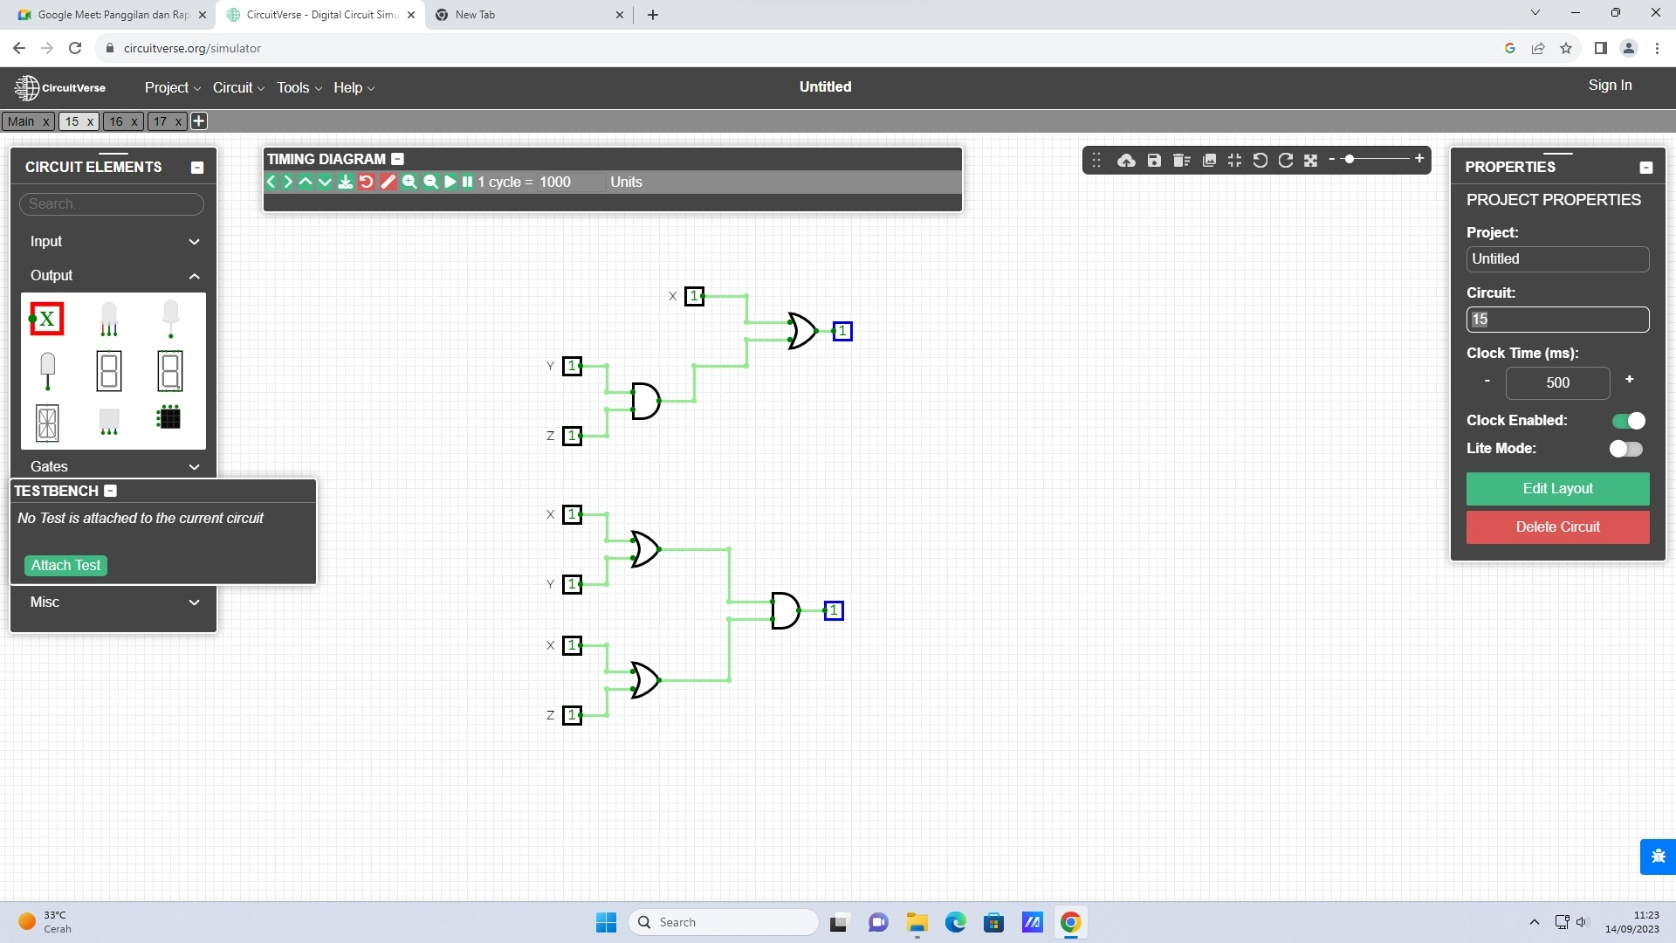 Google Meet: Panggilan dan Rap
CircuitVerse - Digital Circuit Simu
New Tab
circuitverse.org/simulator
CircuitVerse
Project
Circuit
Tools
Help
Untitled
Sign In
Main x
15 x
16 x
17 x
CIRCUIT ELEMENTS
Search..
Input
Output
X
Gates
TESTBENCH
No Test is attached to the current circuit
Attach Test
Misc
TIMING DIAGRAM
1 cycle = 1000 Units
X 1
1
Y 1
Z 1
X 1
Y 1
1
X 1
Z 1
PROPERTIES
PROJECT PROPERTIES
Project:
Untitled
Circuit:
15
Clock Time (ms):
- 500 +
Clock Enabled:
Lite Mode:
Edit Layout
Delete Circuit
33°C
Cerah
Search
11:23
14/09/2023